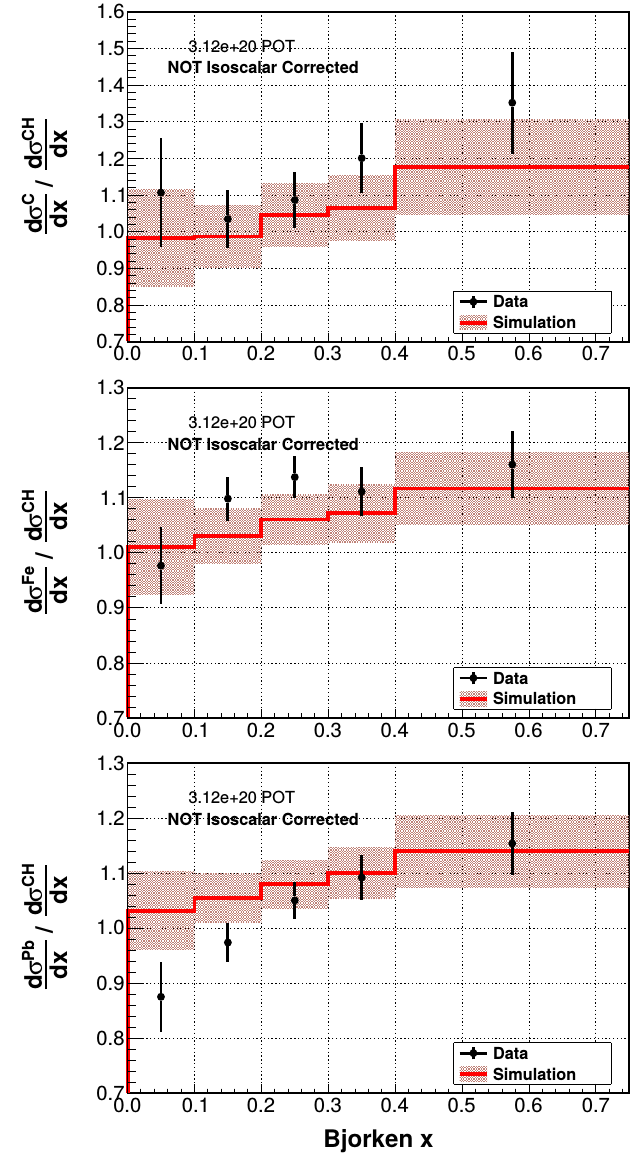 1.6
3.12e+20 POT
1.5
NOT Isoscalar Corrected
1.4
1.3
1.2
1.1
1.0
0.9
0.8
0.7
dσ^C/dx / dσ^CH/dx
Data
Simulation
0.0 0.1 0.2 0.3 0.4 0.5 0.6 0.7
1.3
3.12e+20 POT
NOT Isoscalar Corrected
1.2
1.1
1.0
0.9
0.8
0.7
dσ^Fe/dx / dσ^CH/dx
Data
Simulation
0.0 0.1 0.2 0.3 0.4 0.5 0.6 0.7
1.3
3.12e+20 POT
NOT Isoscalar Corrected
1.2
1.1
1.0
0.9
0.8
0.7
dσ^Pb/dx / dσ^CH/dx
Data
Simulation
0.0 0.1 0.2 0.3 0.4 0.5 0.6 0.7
Bjorken x